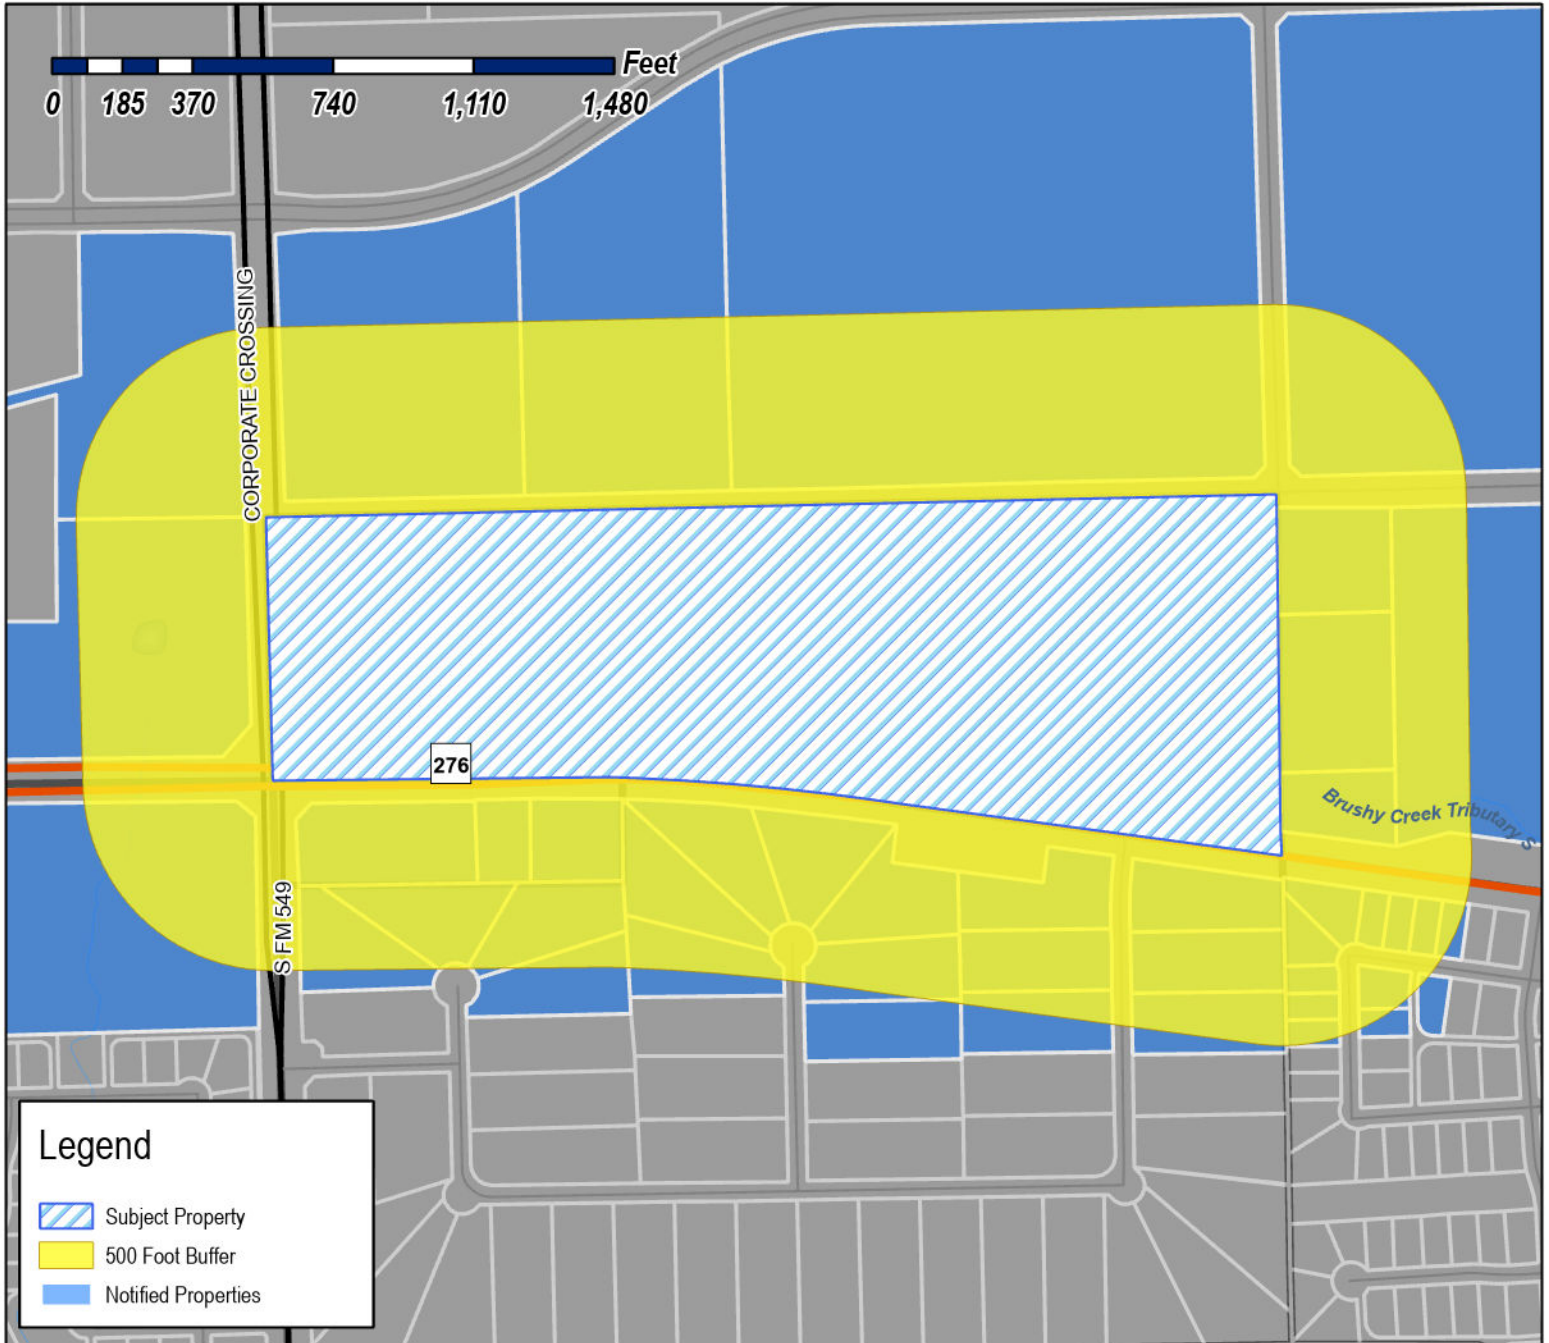 Feet
0 185 370 740 1,110 1,480
CORPORATE CROSSING
276
Brushy Creek Tributary S
S FM 549
Legend
Subject Property
500 Foot Buffer
Notified Properties